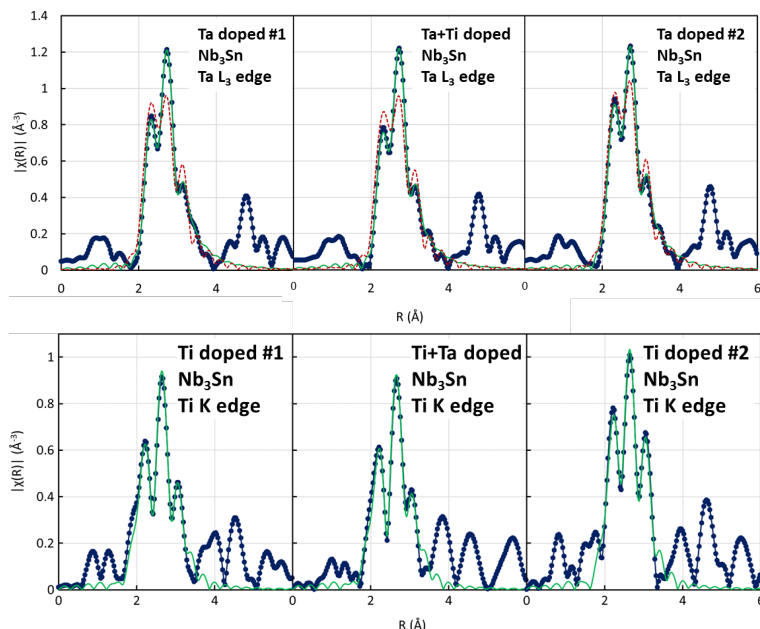 Ta doped #1
Nb₃Sn
Ta L₃ edge
Ta+Ti doped
Nb₃Sn
Ta L₃ edge
Ta doped #2
Nb₃Sn
Ta L₃ edge
|χ(R)| (Å⁻³)
1.4
1.2
1
0.8
0.6
0.4
0.2
0
0 2 4 0 2 4 0 2 4 6
R (Å)
Ti doped #1
Nb₃Sn
Ti K edge
Ti+Ta doped
Nb₃Sn
Ti K edge
Ti doped #2
Nb₃Sn
Ti K edge
|χ(R)| (Å⁻³)
1
0.8
0.6
0.4
0.2
0
0 2 4 0 2 4 0 2 4 6
R (Å)